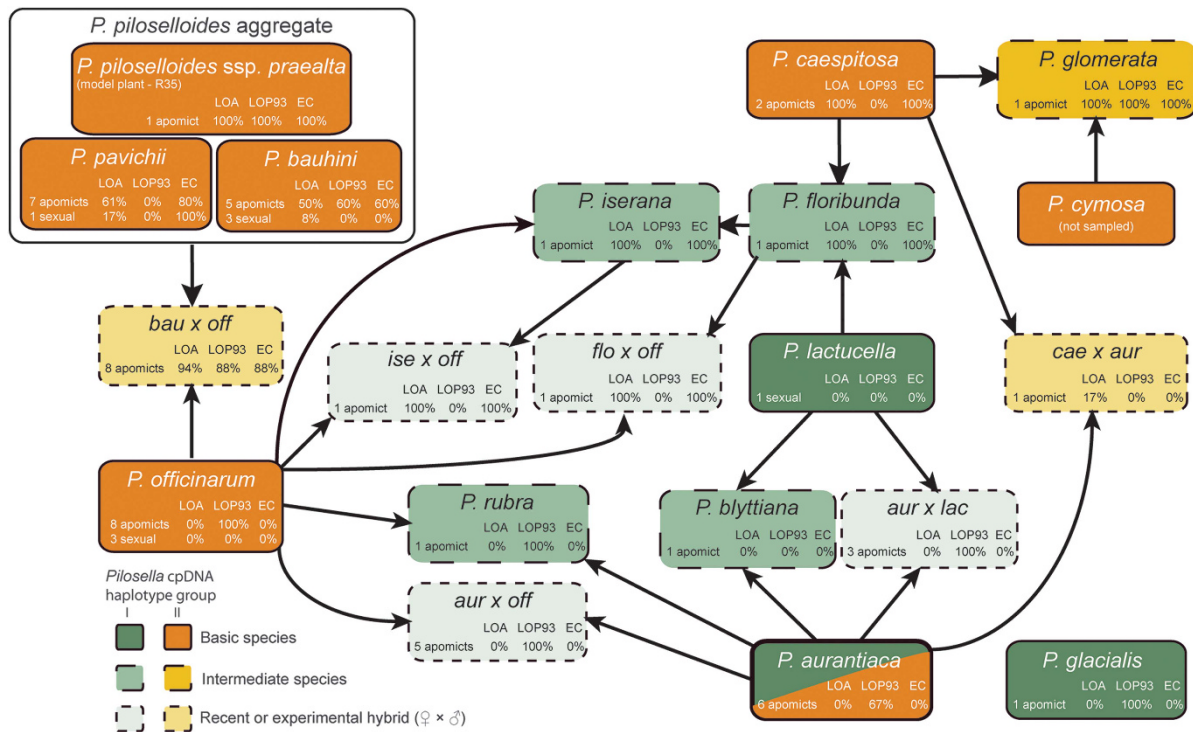 P. piloselloides aggregate
P. piloselloides ssp. praealta
(model plant - R35)
LOA LOP93 EC
1 apomict 100% 100% 100%
P. pavichii
LOA LOP93 EC
7 apomicts 61% 0% 80%
1 sexual 17% 0% 100%
P. bauhini
LOA LOP93 EC
5 apomicts 50% 60% 60%
3 sexual 8% 0% 0%
P. caespitosa
LOA LOP93 EC
2 apomicts 100% 0% 100%
P. glomerata
LOA LOP93 EC
1 apomict 100% 100% 100%
P. iserana
LOA LOP93 EC
1 apomict 100% 0% 100%
P. floribunda
LOA LOP93 EC
1 apomict 100% 0% 100%
P. cymosa
(not sampled)
bau x off
LOA LOP93 EC
8 apomicts 94% 88% 88%
ise x off
LOA LOP93 EC
1 apomict 100% 0% 100%
flo x off
LOA LOP93 EC
1 apomict 100% 0% 100%
P. lactucella
LOA LOP93 EC
1 sexual 0% 0% 0%
cae x aur
LOA LOP93 EC
1 apomict 17% 0% 0%
P. officinarum
LOA LOP93 EC
8 apomicts 0% 100% 0%
3 sexual 0% 0% 0%
P. rubra
LOA LOP93 EC
1 apomict 0% 100% 0%
P. blyttiana
LOA LOP93 EC
1 apomict 0% 0% 0%
aur x lac
LOA LOP93 EC
3 apomicts 0% 100% 0%
aur x off
LOA LOP93 EC
5 apomicts 0% 100% 0%
P. aurantiaca
LOA LOP93 EC
6 apomicts 0% 67% 0%
P. glacialis
LOA LOP93 EC
1 apomict 0% 100% 0%
Pilosella cpDNA
haplotype group
I II
Basic species
Intermediate species
Recent or experimental hybrid (♀ × ♂)